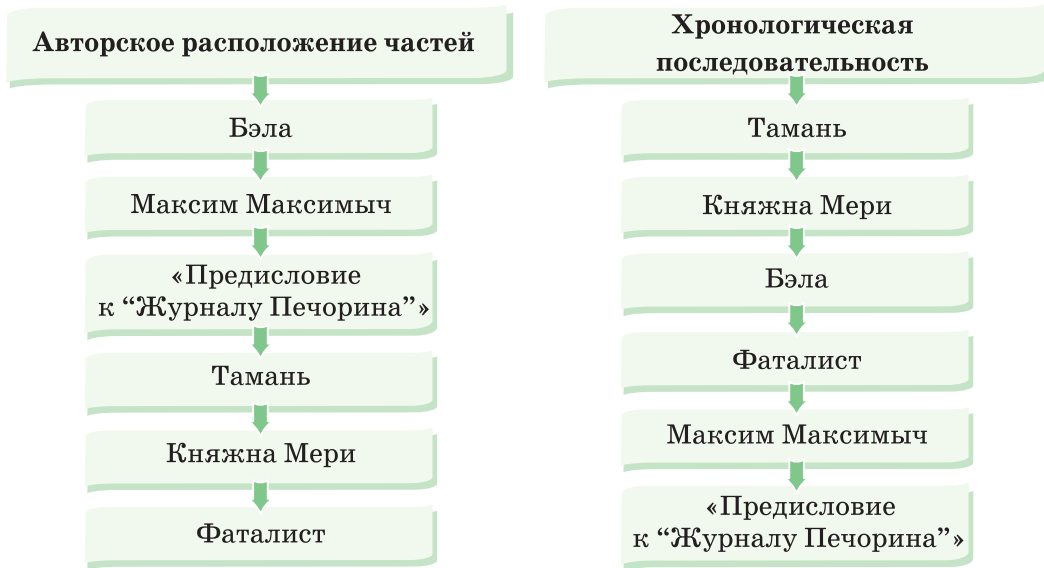 Авторское расположение частей
Бэла
Максим Максимыч
«Предисловие
к “Журналу Печорина”»
Тамань
Княжна Мери
Фаталист
Хронологическая
последовательность
Тамань
Княжна Мери
Бэла
Фаталист
Максим Максимыч
«Предисловие
к “Журналу Печорина”»